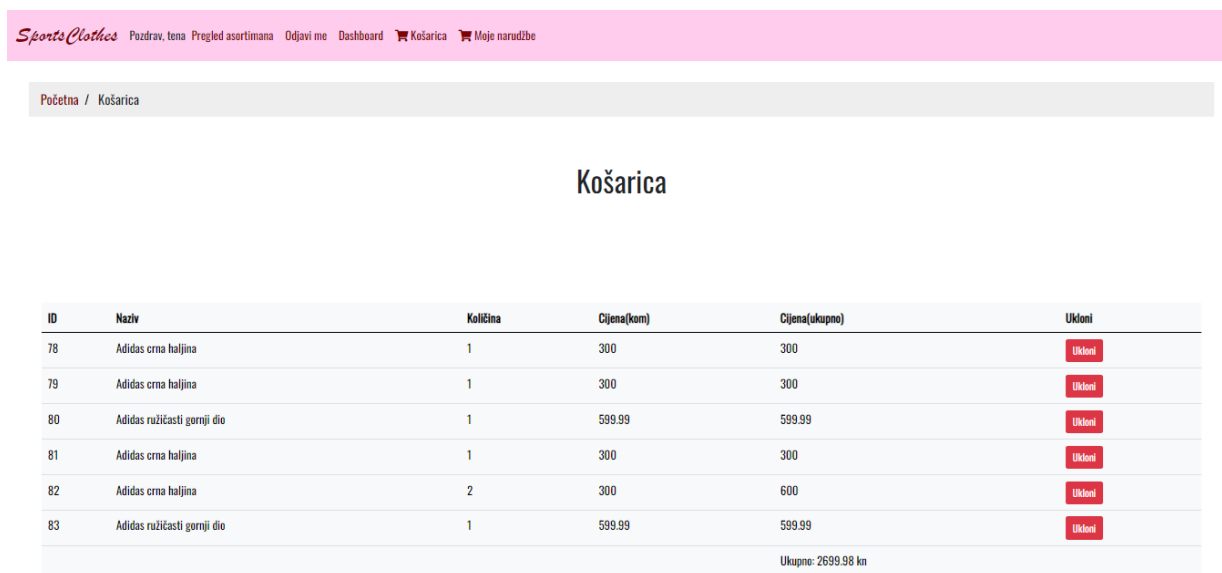 SportsClothes Pozdrav, tena Pregled asortimana Odjavi me Dashboard Košarica Moje narudžbe
Početna / Košarica
Košarica
ID Naziv Količina Cijena(kom) Cijena(ukupno) Ukloni
78 Adidas crna haljina 1 300 300 Ukloni
79 Adidas crna haljina 1 300 300 Ukloni
80 Adidas ružičasti gornji dio 1 599.99 599.99 Ukloni
81 Adidas crna haljina 1 300 300 Ukloni
82 Adidas crna haljina 2 300 600 Ukloni
83 Adidas ružičasti gornji dio 1 599.99 599.99 Ukloni
Ukupno: 2699.98 kn